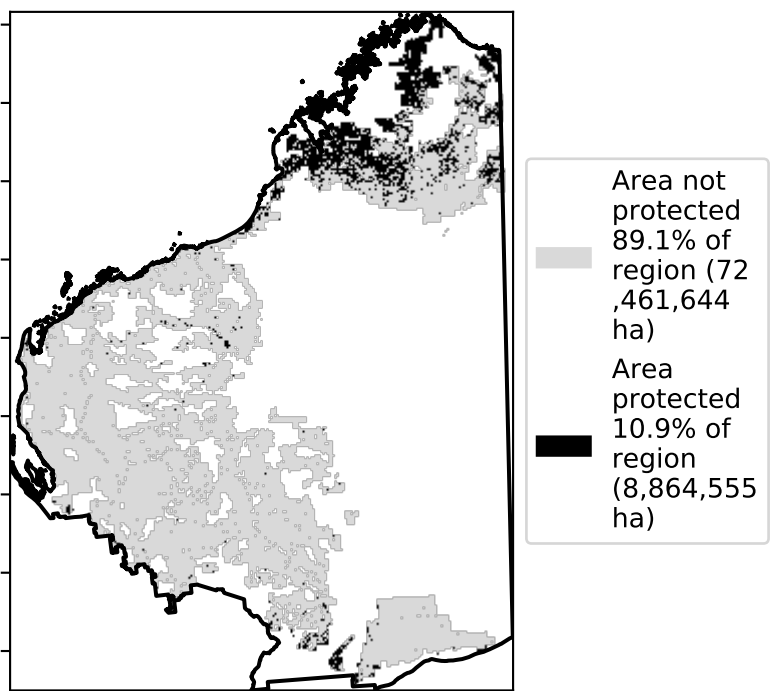 Area not
protected
89.1% of
region (72
,461,644
ha)
Area
protected
10.9% of
region
(8,864,555
ha)